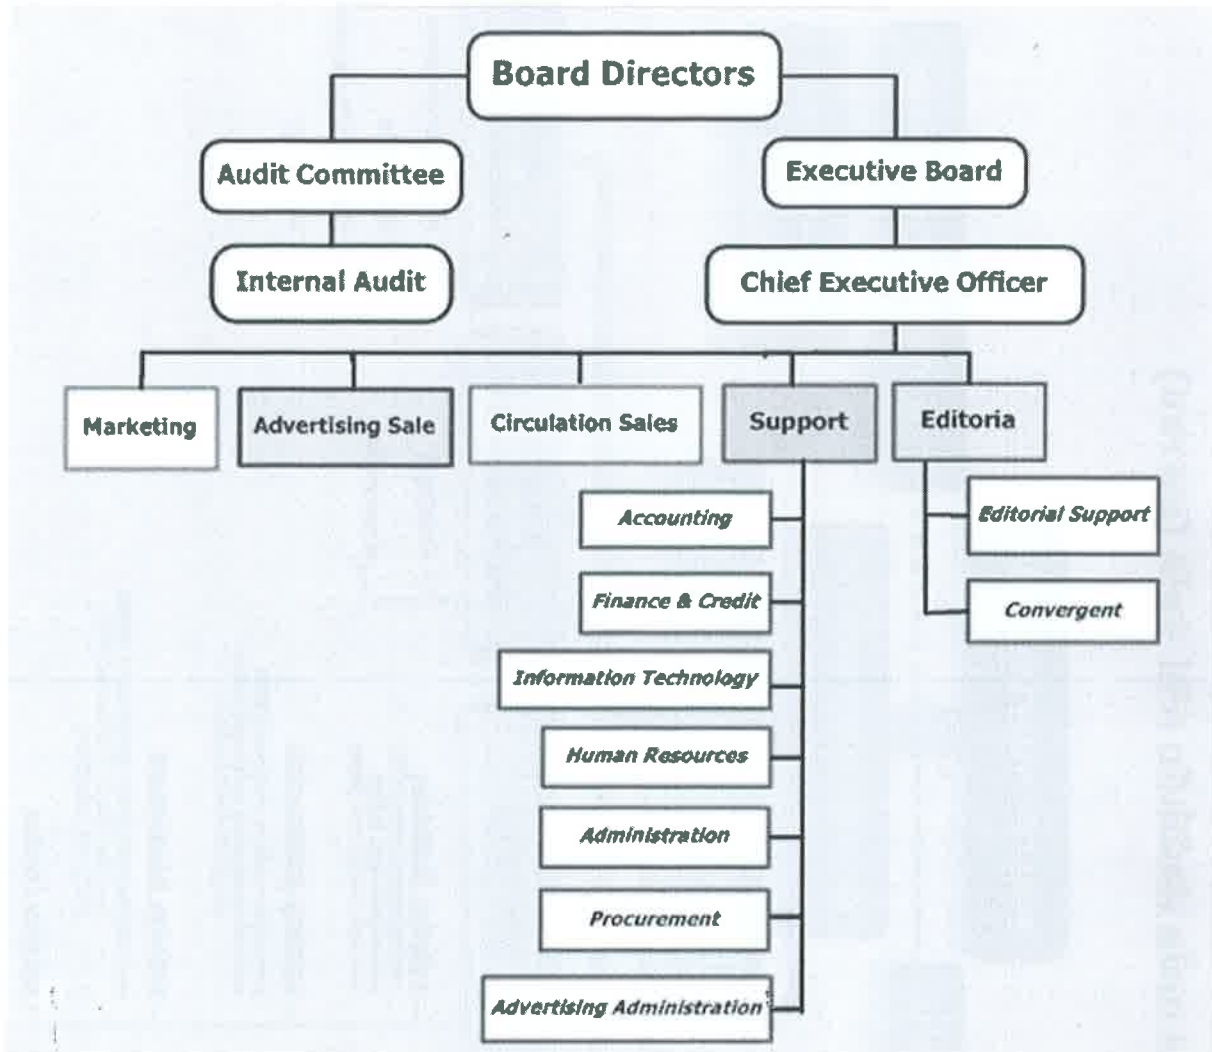 Board Directors
Audit Committee
Executive Board
Internal Audit
Chief Executive Officer
Marketing
Advertising Sale
Circulation Sales
Support
Editoria
Accounting
Editorial Support
Finance & Credit
Convergent
Information Technology
Human Resources
Administration
Procurement
Advertising Administration